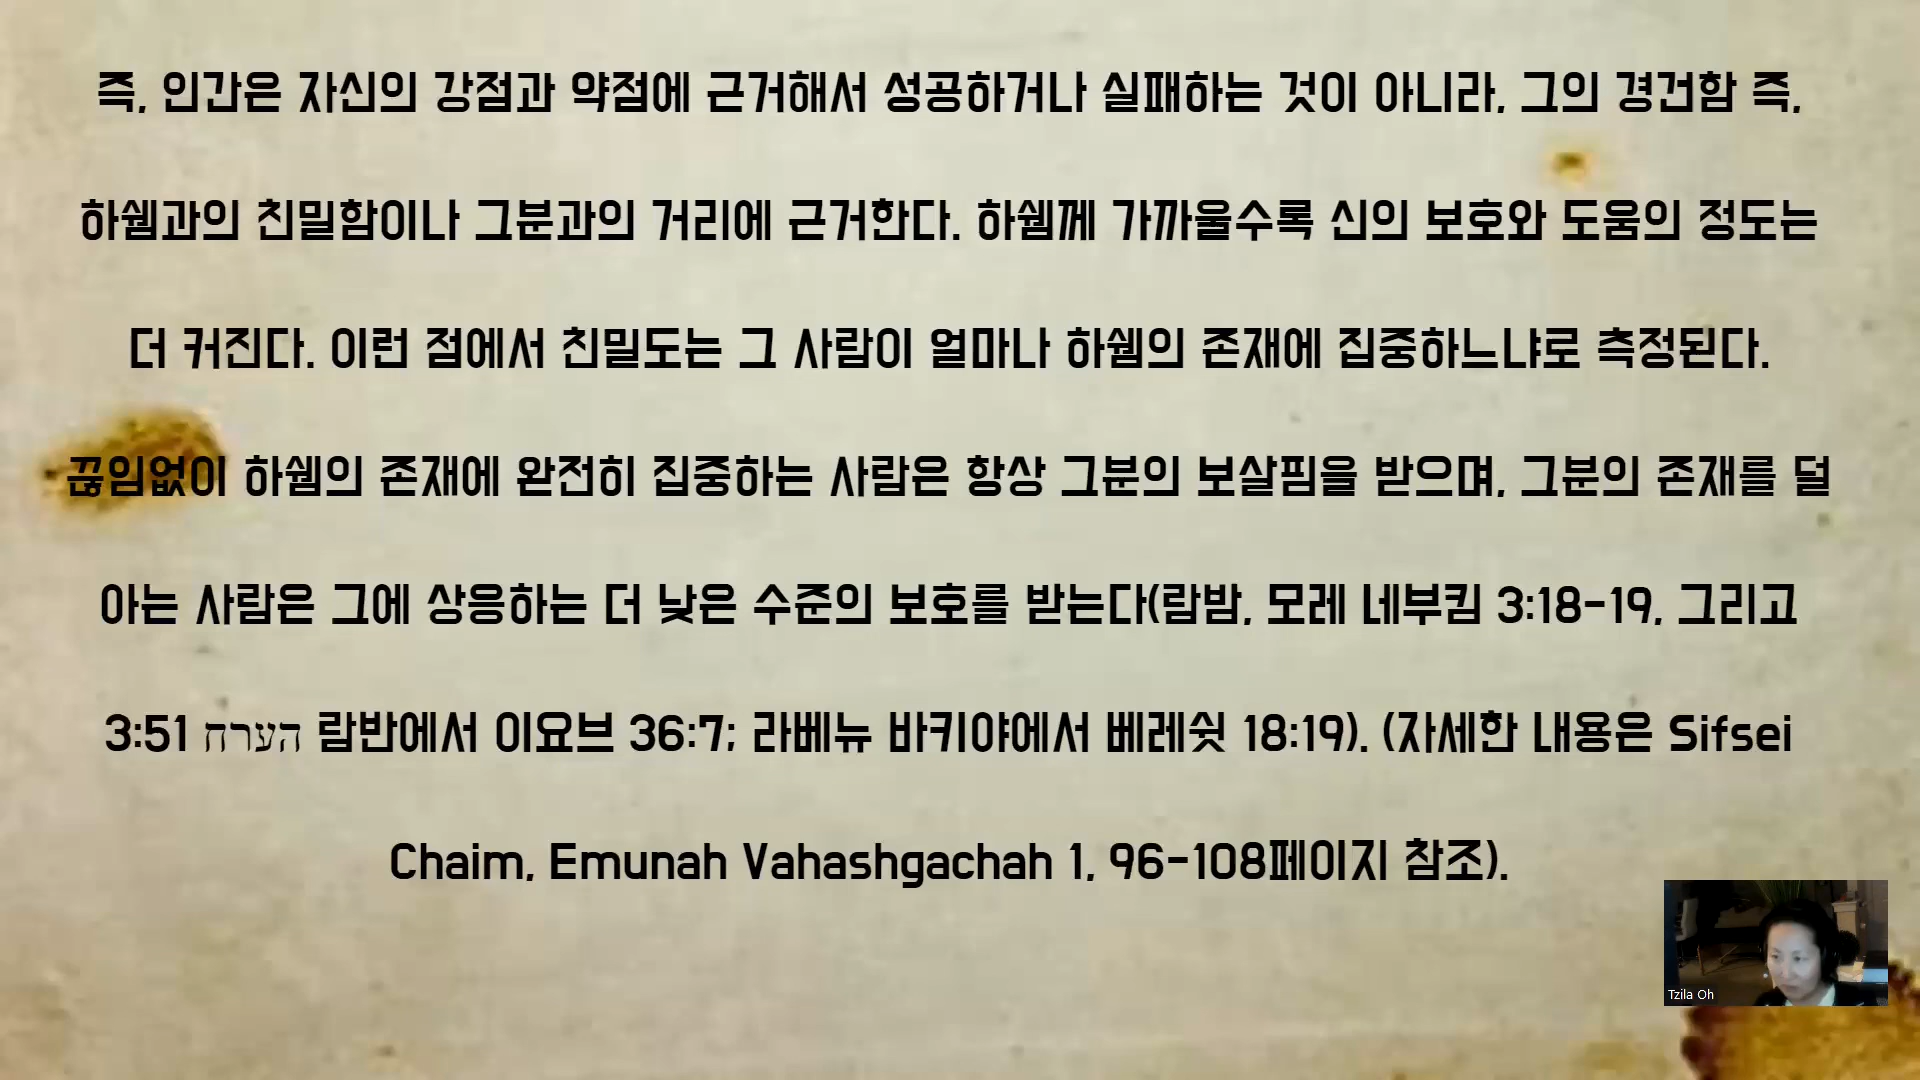 즉, 인간은 자신의 강점과 약점에 근거해서 성공하거나 실패하는 것이 아니라, 그의 경건함 즉,
하쉠과의 친밀함이나 그분과의 거리에 근거한다. 하쉠께 가까울수록 신의 보호와 도움의 정도는
더 커진다. 이런 점에서 친밀도는 그 사람이 얼마나 하쉠의 존재에 집중하느냐로 측정된다.
끊임없이 하쉠의 존재에 완전히 집중하는 사람은 항상 그분의 보살핌을 받으며, 그분의 존재를 덜
아는 사람은 그에 상응하는 더 낮은 수준의 보호를 받는다(람밤, 모레 네부킴 3:18-19, 그리고
3:51 הערח 람반에서 이요브 36:7; 라베뉴 바키야에서 베레쉿 18:19). (자세한 내용은 Sifsei
Chaim, Emunah Vahashgachah 1, 96-108페이지 참조).
Tzila Oh